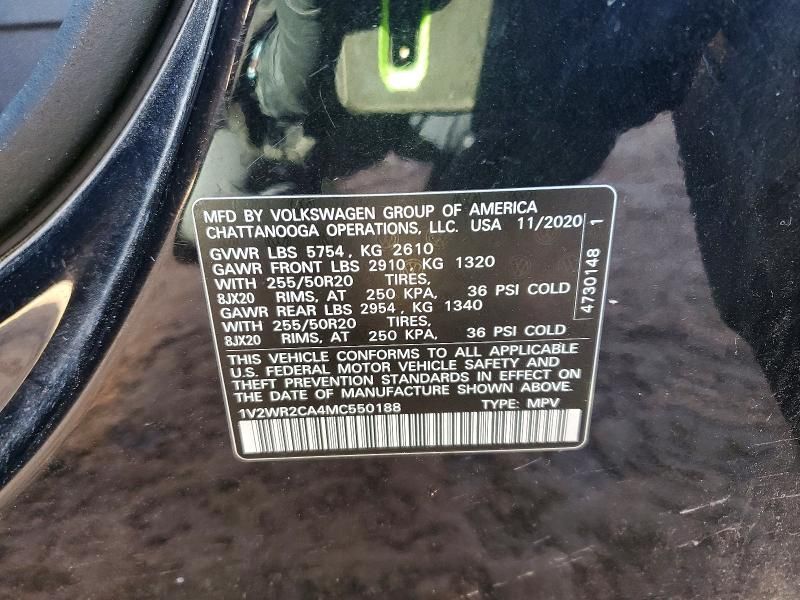 MFD BY VOLKSWAGEN GROUP OF AMERICA
CHATTANOOGA OPERATIONS, LLC. USA 11/2020
GVWR LBS 5754, KG 2610
GAWR FRONT LBS 2910, KG 1320
WITH 255/50R20 TIRES,
8JX20 RIMS, AT 250 KPA, 36 PSI COLD
GAWR REAR LBS 2954, KG 1340
WITH 255/50R20 TIRES,
8JX20 RIMS, AT 250 KPA, 36 PSI COLD
THIS VEHICLE CONFORMS TO ALL APPLICABLE
U.S. FEDERAL MOTOR VEHICLE SAFETY AND
THEFT PREVENTION STANDARDS IN EFFECT ON
THE DATE OF MANUFACTURE SHOWN ABOVE.
1V2WR2CA4MC550188 TYPE: MPV
4730148 1